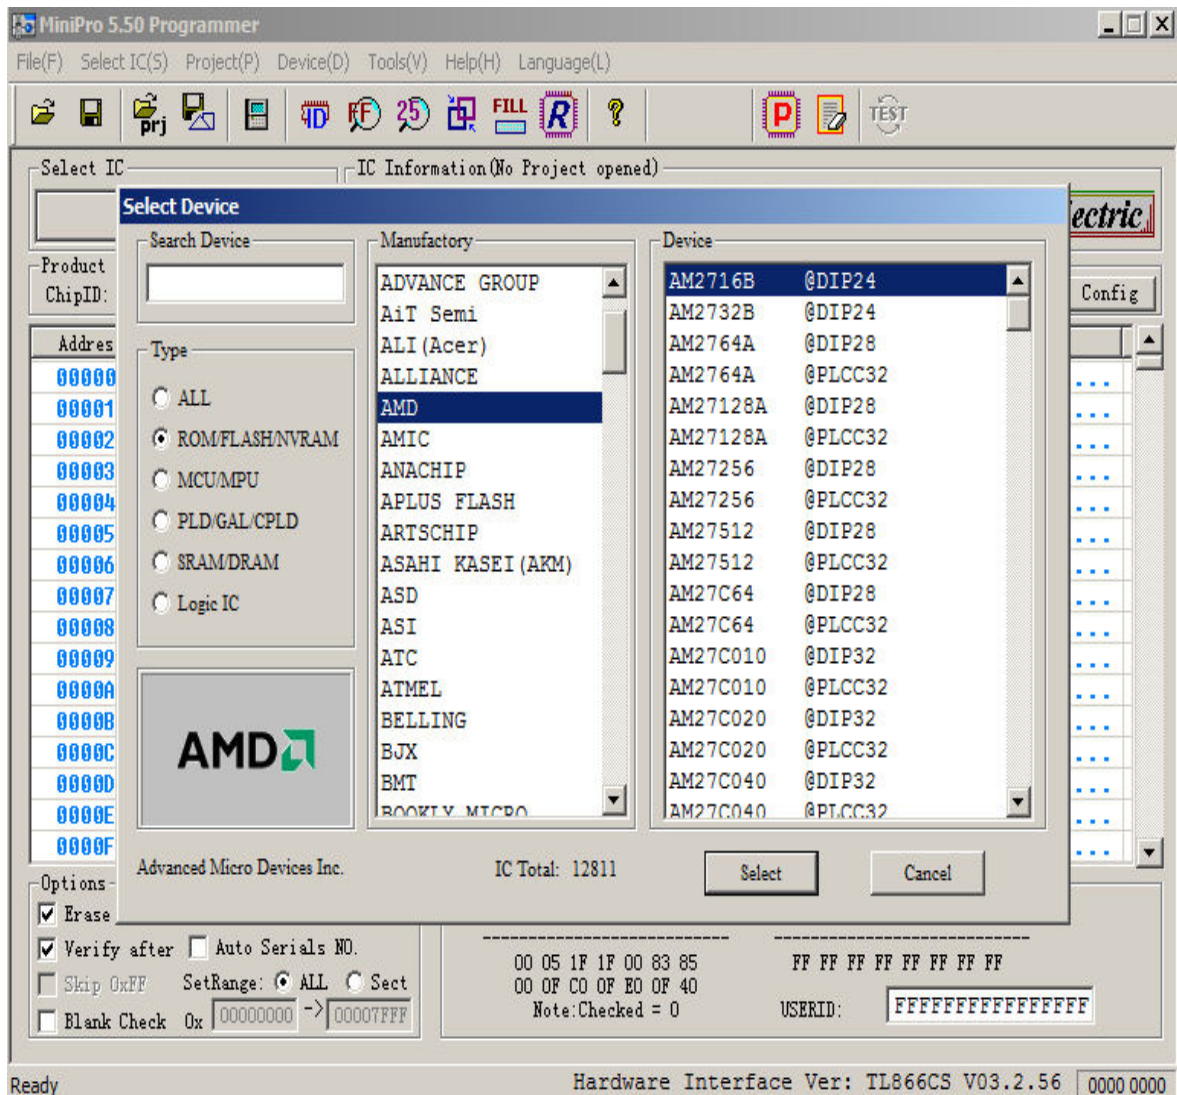 MiniPro 5.50 Programmer
File(F) Select IC(S) Project(P) Device(D) Tools(V) Help(H) Language(L)
prj
ID
FF
25
FILL
R
?
P
TEST
Select IC
IC Information(No Project opened)
ectric
Product
ChipID:
Config
Addres
00000
00001
00002
00003
00004
00005
00006
00007
00008
00009
0000A
0000B
0000C
0000D
0000E
0000F
Select Device
Search Device
Type
ALL
ROM/FLASH/NVRAM
MCU/MPU
PLD/GAL/CPLD
SRAM/DRAM
Logic IC
AMD
Advanced Micro Devices Inc.
Manufactory
ADVANCE GROUP
AiT Semi
ALI(Acer)
ALLIANCE
AMD
AMIC
ANACHIP
APLUS FLASH
ARTSCHIP
ASAHI KASEI(AKM)
ASD
ASI
ATC
ATMEL
BELLING
BJX
BMT
BOOKLY MICRO
Device
AM2716B @DIP24
AM2732B @DIP24
AM2764A @DIP28
AM2764A @PLCC32
AM27128A @DIP28
AM27128A @PLCC32
AM27256 @DIP28
AM27256 @PLCC32
AM27512 @DIP28
AM27512 @PLCC32
AM27C64 @DIP28
AM27C64 @PLCC32
AM27C010 @DIP32
AM27C010 @PLCC32
AM27C020 @DIP32
AM27C020 @PLCC32
AM27C040 @DIP32
AM27C040 @PLCC32
IC Total: 12811
Select
Cancel
Options
Erase
Verify after Auto Serials NO.
Skip 0xFF SetRange: ALL Sect
Blank Check 0x 00000000 -> 00007FFF
00 05 1F 1F 00 83 85
00 0F C0 0F E0 0F 40
Note:Checked = 0
FF FF FF FF FF FF FF FF
USERID: FFFFFFFFFFFFFFFF
Ready
Hardware Interface Ver: TL866CS V03.2.56
0000 0000